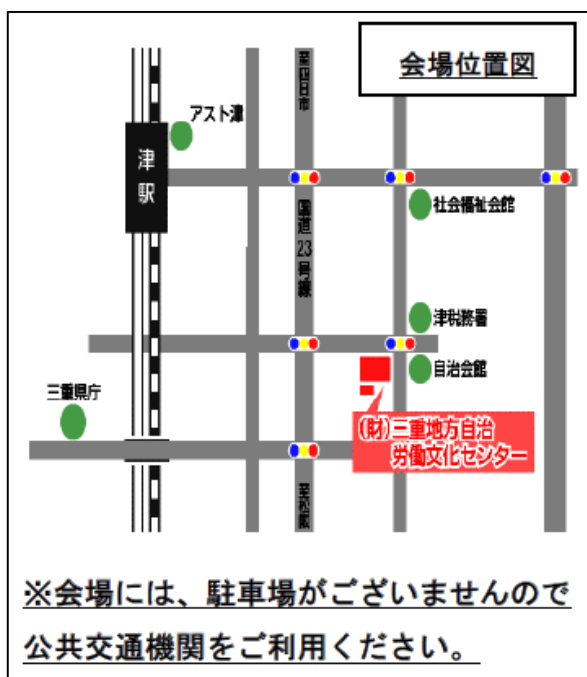 会場位置図
至四日市
アスト津
津駅
国道23号線
社会福祉会館
津税務署
自治会館
三重県庁
(財)三重地方自治
労働文化センター
至松阪
※会場には、駐車場がございませんので
公共交通機関をご利用ください。